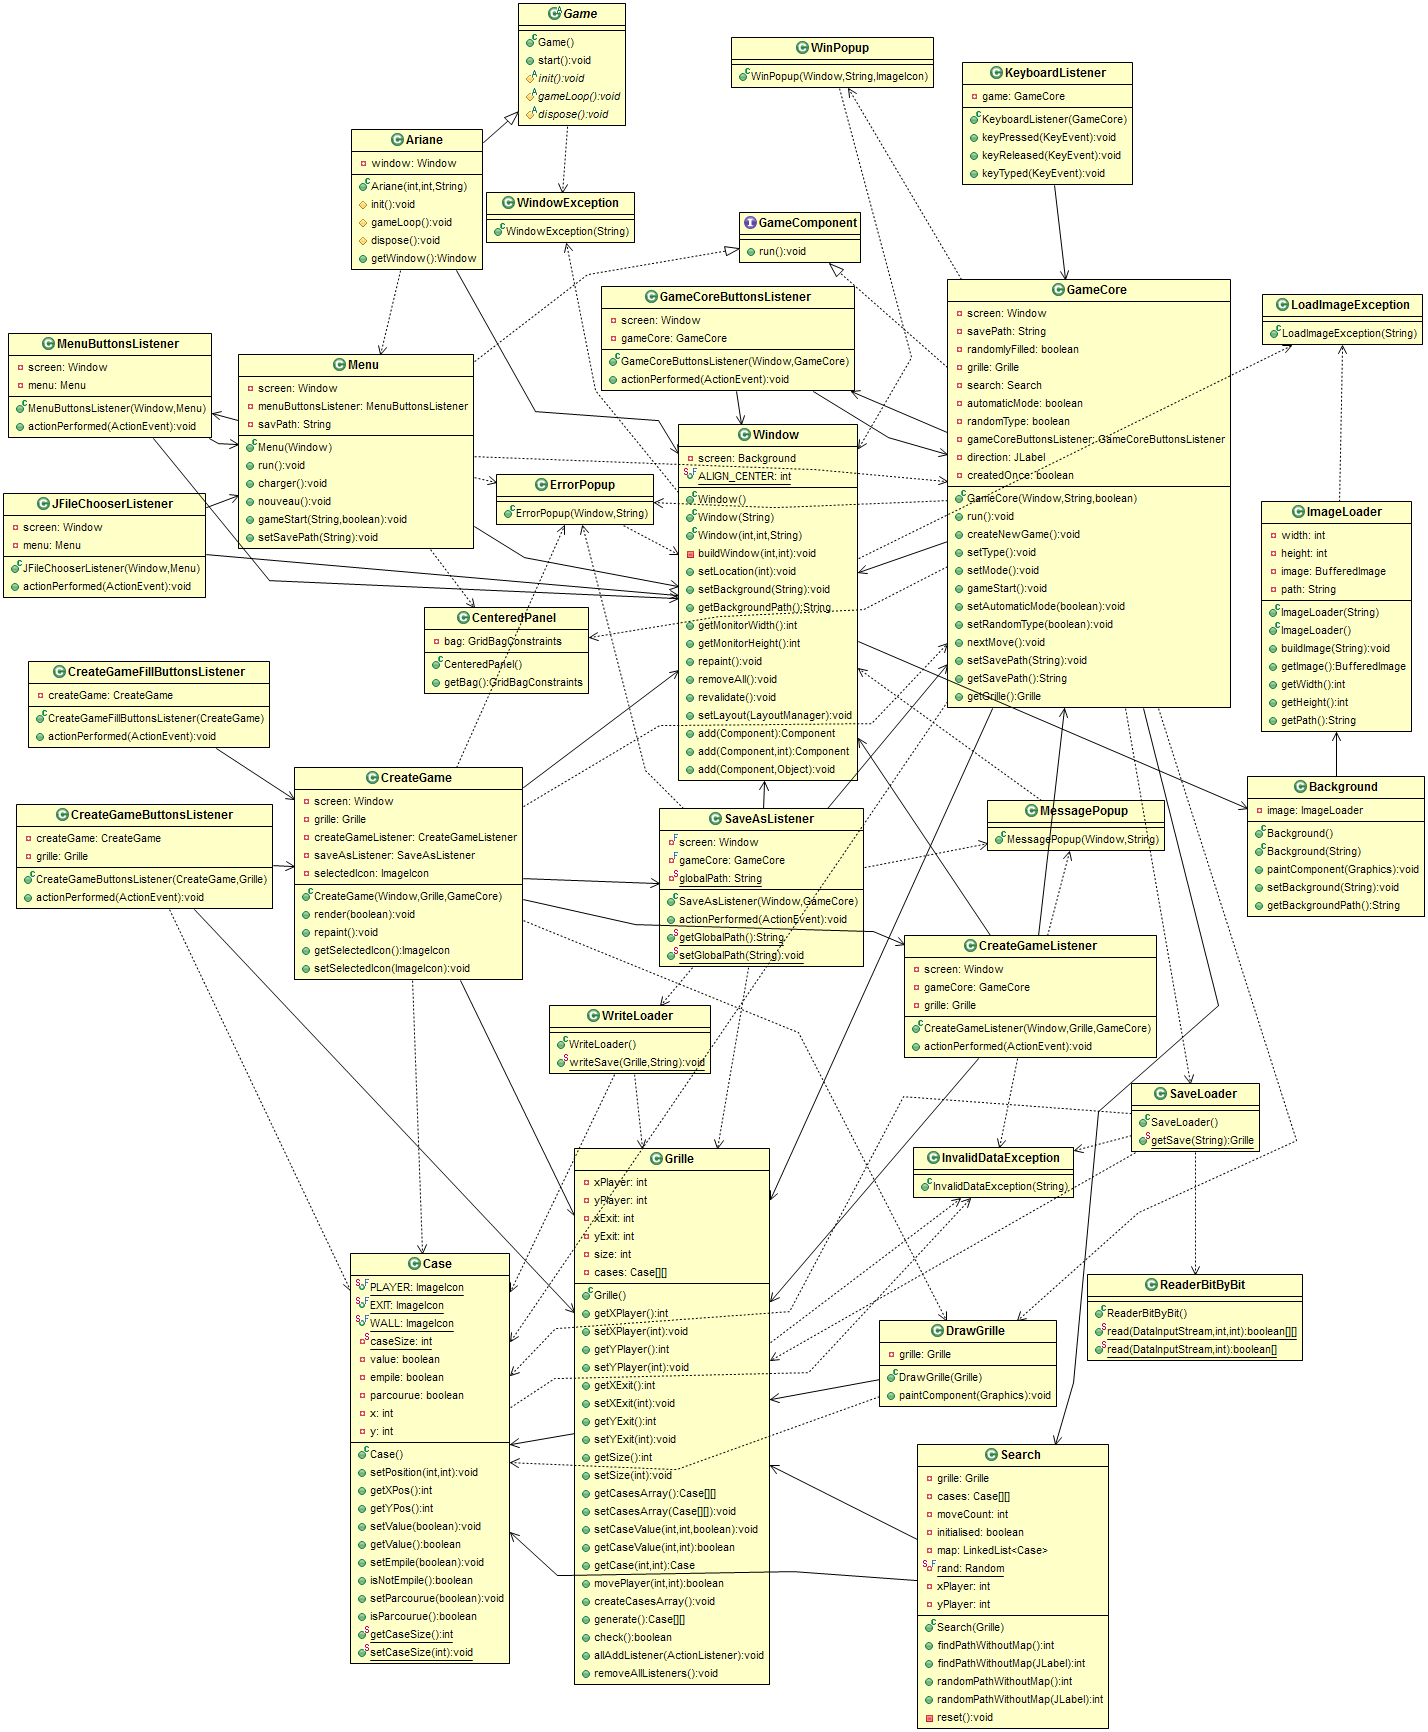 Game
Game()
start():void
init():void
gameLoop():void
dispose():void
WinPopup
WinPopup(Window,String,ImageIcon)
KeyboardListener
game: GameCore
KeyboardListener(GameCore)
keyPressed(KeyEvent):void
keyReleased(KeyEvent):void
keyTyped(KeyEvent):void
Ariane
window: Window
Ariane(int,int,String)
init():void
gameLoop():void
dispose():void
getWindow():Window
WindowException
WindowException(String)
GameComponent
run():void
GameCoreButtonsListener
screen: Window
gameCore: GameCore
GameCoreButtonsListener(Window,GameCore)
actionPerformed(ActionEvent):void
GameCore
screen: Window
savePath: String
randomlyFilled: boolean
grille: Grille
search: Search
automaticMode: boolean
randomType: boolean
gameCoreButtonsListener: GameCoreButtonsListener
direction: JLabel
createdOnce: boolean
GameCore(Window,String,boolean)
run():void
createNewGame():void
setType():void
setMode():void
gameStart():void
setAutomaticMode(boolean):void
setRandomType(boolean):void
nextMove():void
setSavePath(String):void
getSavePath():String
getGrille():Grille
LoadImageException
LoadImageException(String)
MenuButtonsListener
screen: Window
menu: Menu
MenuButtonsListener(Window,Menu)
actionPerformed(ActionEvent):void
Menu
screen: Window
menuButtonsListener: MenuButtonsListener
savPath: String
Menu(Window)
run():void
charger():void
nouveau():void
gameStart(String,boolean):void
setSavePath(String):void
Window
screen: Background
ALIGN_CENTER: int
Window()
Window(String)
Window(int,int,String)
buildWindow(int,int):void
setLocation(int):void
setBackground(String):void
getBackgroundPath():String
getMonitorWidth():int
getMonitorHeight():int
repaint():void
removeAll():void
revalidate():void
setLayout(LayoutManager):void
add(Component):Component
add(Component,int):Component
add(Component,Object):void
ErrorPopup
ErrorPopup(Window,String)
JFileChooserListener
screen: Window
menu: Menu
JFileChooserListener(Window,Menu)
actionPerformed(ActionEvent):void
ImageLoader
width: int
height: int
image: BufferedImage
path: String
ImageLoader(String)
ImageLoader()
buildImage(String):void
getImage():BufferedImage
getWidth():int
getHeight():int
getPath():String
CenteredPanel
bag: GridBagConstraints
CenteredPanel()
getBag():GridBagConstraints
CreateGameFillButtonsListener
createGame: CreateGame
CreateGameFillButtonsListener(CreateGame)
actionPerformed(ActionEvent):void
CreateGame
screen: Window
grille: Grille
createGameListener: CreateGameListener
saveAsListener: SaveAsListener
selectedIcon: ImageIcon
CreateGame(Window,Grille,GameCore)
render(boolean):void
repaint():void
getSelectedIcon():ImageIcon
setSelectedIcon(ImageIcon):void
CreateGameButtonsListener
createGame: CreateGame
grille: Grille
CreateGameButtonsListener(CreateGame,Grille)
actionPerformed(ActionEvent):void
SaveAsListener
screen: Window
gameCore: GameCore
globalPath: String
SaveAsListener(Window,GameCore)
actionPerformed(ActionEvent):void
getGlobalPath():String
setGlobalPath(String):void
MessagePopup
MessagePopup(Window,String)
Background
image: ImageLoader
Background()
Background(String)
paintComponent(Graphics):void
setBackground(String):void
getBackgroundPath():String
CreateGameListener
screen: Window
gameCore: GameCore
grille: Grille
CreateGameListener(Window,Grille,GameCore)
actionPerformed(ActionEvent):void
WriteLoader
WriteLoader()
writeSave(Grille,String):void
SaveLoader
SaveLoader()
getSave(String):Grille
InvalidDataException
InvalidDataException(String)
Grille
xPlayer: int
yPlayer: int
xExit: int
yExit: int
size: int
cases: Case[][]
Grille()
getXPlayer():int
setXPlayer(int):void
getYPlayer():int
setYPlayer(int):void
getXExit():int
setXExit(int):void
getYExit():int
setYExit(int):void
getSize():int
setSize(int):void
getCasesArray():Case[][]
setCasesArray(Case[][]):void
setCaseValue(int,int,boolean):void
getCaseValue(int,int):boolean
getCase(int,int):Case
movePlayer(int,int):boolean
createCasesArray():void
generate():Case[][]
check():boolean
allAddListener(ActionListener):void
removeAllListeners():void
Case
PLAYER: ImageIcon
EXIT: ImageIcon
WALL: ImageIcon
caseSize: int
value: boolean
empile: boolean
parcourue: boolean
x: int
y: int
Case()
setPosition(int,int):void
getXPos():int
getYPos():int
setValue(boolean):void
getValue():boolean
setEmpile(boolean):void
isNotEmpile():boolean
setParcourue(boolean):void
isParcourue():boolean
getCaseSize():int
setCaseSize(int):void
ReaderBitByBit
ReaderBitByBit()
read(DataInputStream,int,int):boolean[][]
read(DataInputStream,int):boolean[]
DrawGrille
grille: Grille
DrawGrille(Grille)
paintComponent(Graphics):void
Search
grille: Grille
cases: Case[][]
moveCount: int
initialised: boolean
map: LinkedList<Case>
rand: Random
xPlayer: int
yPlayer: int
Search(Grille)
findPathWithoutMap():int
findPathWithoutMap(JLabel):int
randomPathWithoutMap():int
randomPathWithoutMap(JLabel):int
reset():void